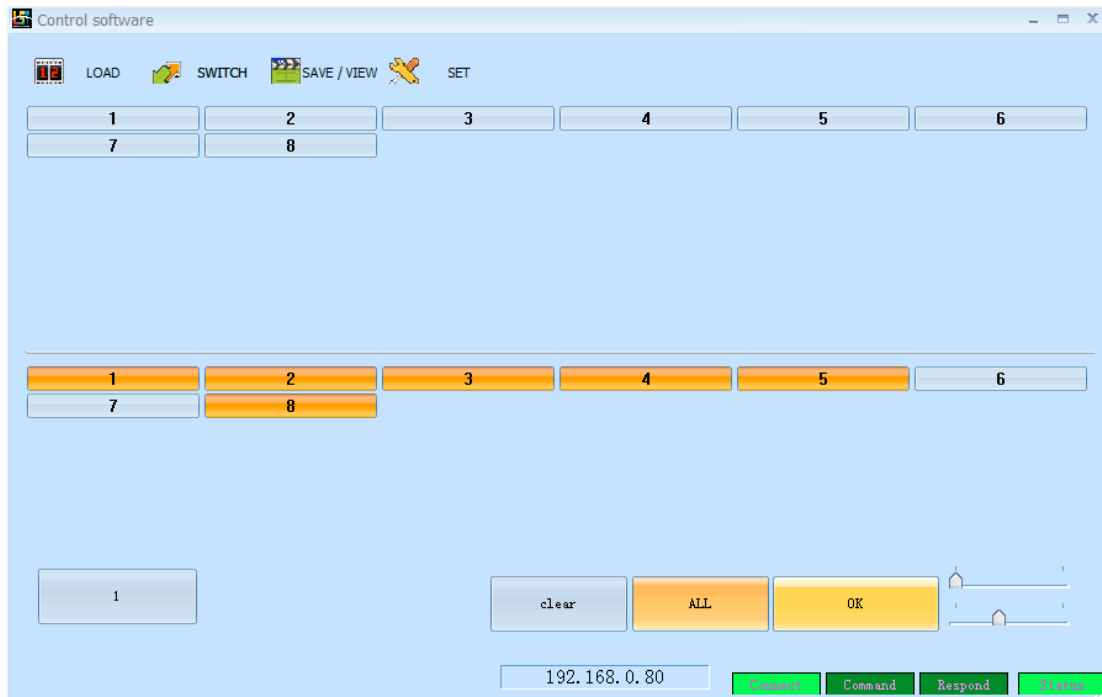 Control software
LOAD SWITCH SAVE / VIEW SET
1 2 3 4 5 6
7 8
1 2 3 4 5 6
7 8
1 clear ALL OK
192.168.0.80 Connect Command Respond Status